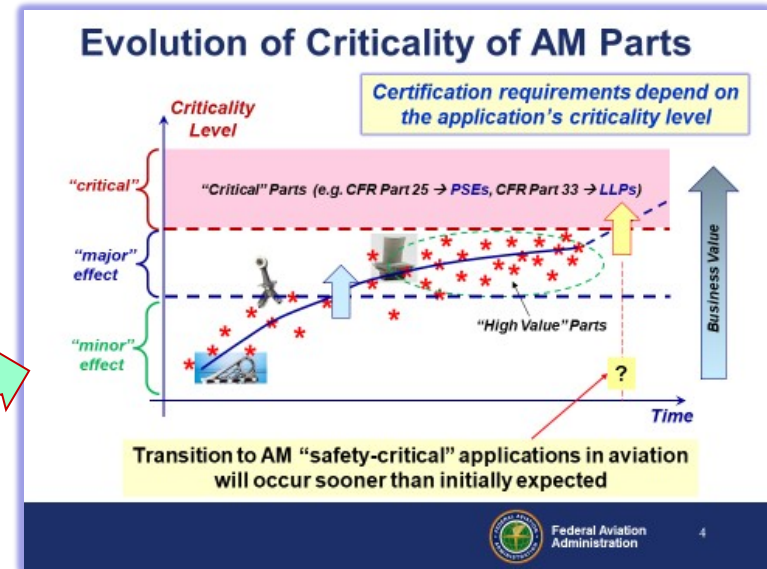 Evolution of Criticality of AM Parts
Certification requirements depend on
the application's criticality level
Criticality
Level
"critical"
"Critical" Parts (e.g. CFR Part 25 → PSEs, CFR Part 33 → LLPs)
"major"
effect
"High Value" Parts
"minor"
effect
Business Value
?
Time
Transition to AM "safety-critical" applications in aviation
will occur sooner than initially expected
Federal Aviation
Administration
4